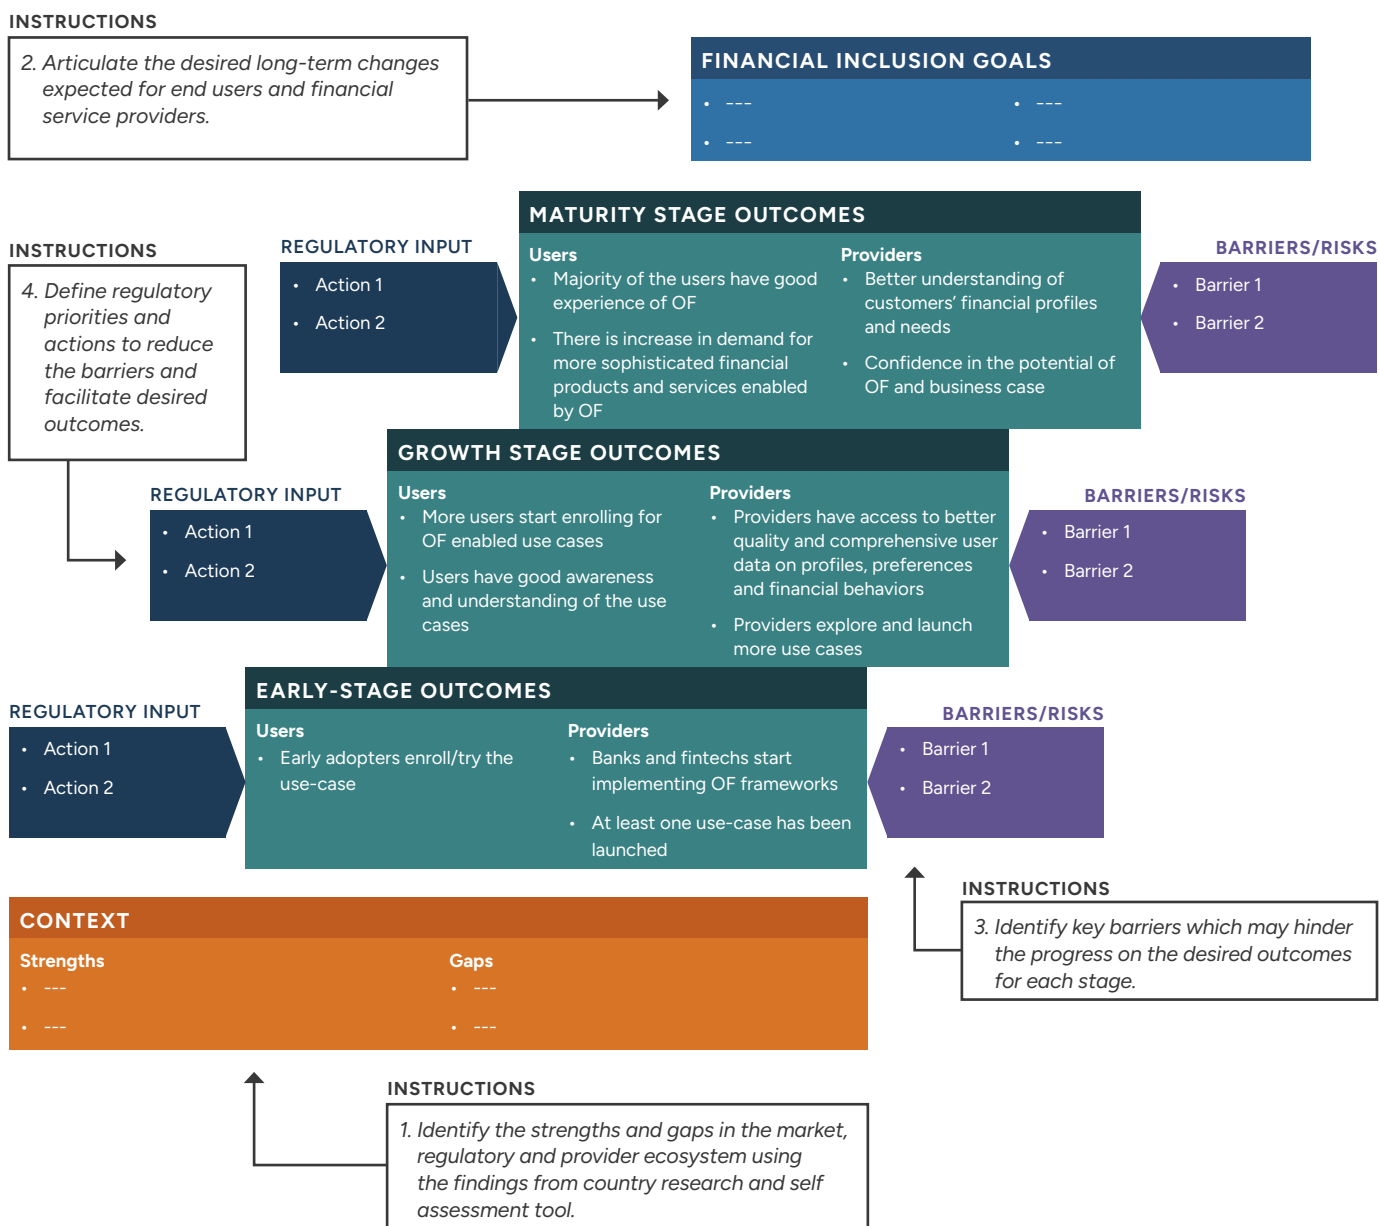 INSTRUCTIONS
2. Articulate the desired long-term changes
expected for end users and financial
service providers.
FINANCIAL INCLUSION GOALS
• ---
• ---
• ---
• ---
INSTRUCTIONS
4. Define regulatory
priorities and
actions to reduce
the barriers and
facilitate desired
outcomes.
REGULATORY INPUT
• Action 1
• Action 2
MATURITY STAGE OUTCOMES
Users
• Majority of the users have good
experience of OF
• There is increase in demand for
more sophisticated financial
products and services enabled
by OF
Providers
• Better understanding of
customers’ financial profiles
and needs
• Confidence in the potential of
OF and business case
BARRIERS/RISKS
• Barrier 1
• Barrier 2
REGULATORY INPUT
• Action 1
• Action 2
GROWTH STAGE OUTCOMES
Users
• More users start enrolling for
OF enabled use cases
• Users have good awareness
and understanding of the use
cases
Providers
• Providers have access to better
quality and comprehensive user
data on profiles, preferences
and financial behaviors
• Providers explore and launch
more use cases
BARRIERS/RISKS
• Barrier 1
• Barrier 2
REGULATORY INPUT
• Action 1
• Action 2
EARLY-STAGE OUTCOMES
Users
• Early adopters enroll/try the
use-case
Providers
• Banks and fintechs start
implementing OF frameworks
• At least one use-case has been
launched
BARRIERS/RISKS
• Barrier 1
• Barrier 2
INSTRUCTIONS
3. Identify key barriers which may hinder
the progress on the desired outcomes
for each stage.
CONTEXT
Strengths
• ---
• ---
Gaps
• ---
• ---
INSTRUCTIONS
1. Identify the strengths and gaps in the market,
regulatory and provider ecosystem using
the findings from country research and self
assessment tool.